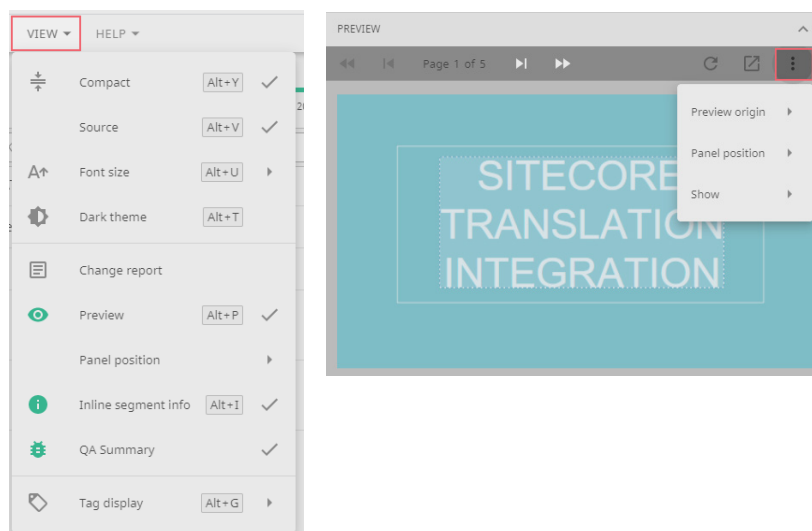 VIEW HELP
Compact Alt+Y
Source Alt+V
Font size Alt+U
Dark theme Alt+T
Change report
Preview Alt+P
Panel position
Inline segment info Alt+I
QA Summary
Tag display Alt+G
PREVIEW
Page 1 of 5
Preview origin
Panel position
Show
SITECORE
TRANSLATION
INTEGRATION